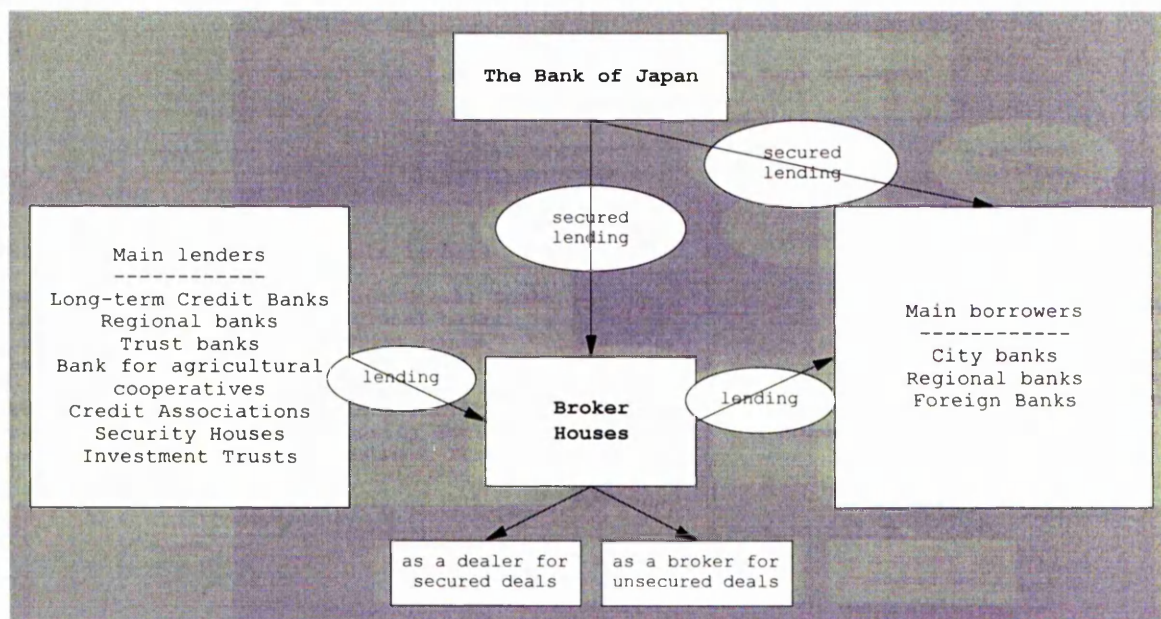 The Bank of Japan
secured
lending
secured
lending
Main lenders
-------------
Long-term Credit Banks
Regional banks
Trust banks
Bank for agricultural
cooperatives
Credit Associations
Security Houses
Investment Trusts
lending
Broker
Houses
lending
Main borrowers
-------------
City banks
Regional banks
Foreign Banks
as a dealer for
secured deals
as a broker for
unsecured deals